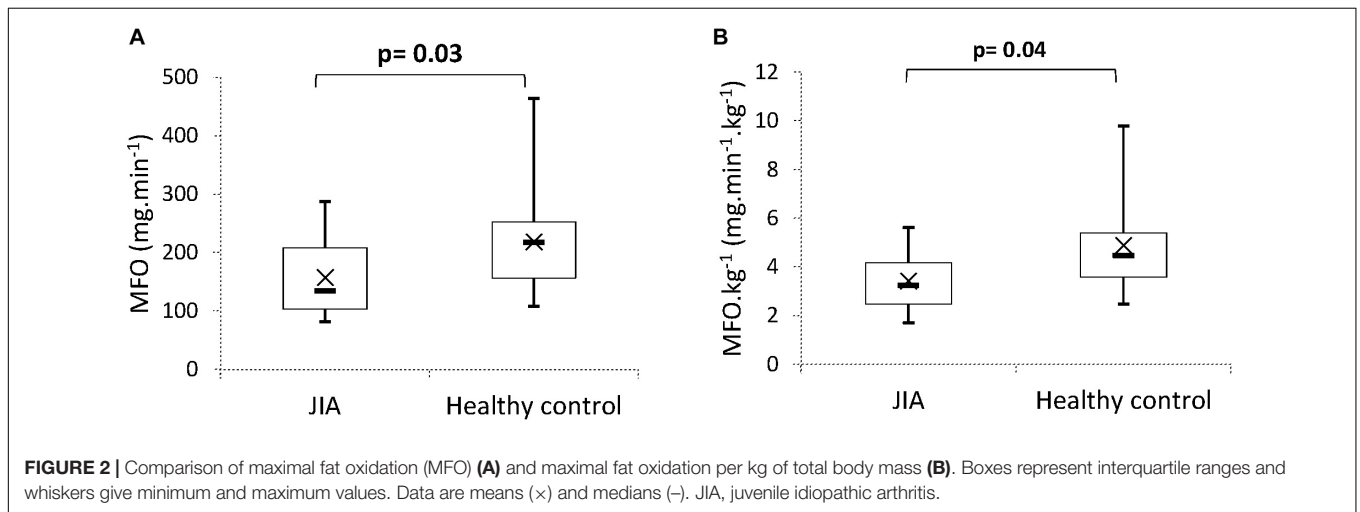 A
p= 0.03
MFO (mg.min⁻¹)
500
400
300
200
100
0
JIA
Healthy control
B
p= 0.04
MFO.kg⁻¹ (mg.min⁻¹.kg⁻¹)
12
10
8
6
4
2
0
JIA
Healthy control
FIGURE 2 | Comparison of maximal fat oxidation (MFO) (A) and maximal fat oxidation per kg of total body mass (B). Boxes represent interquartile ranges and
whiskers give minimum and maximum values. Data are means (×) and medians (–). JIA, juvenile idiopathic arthritis.